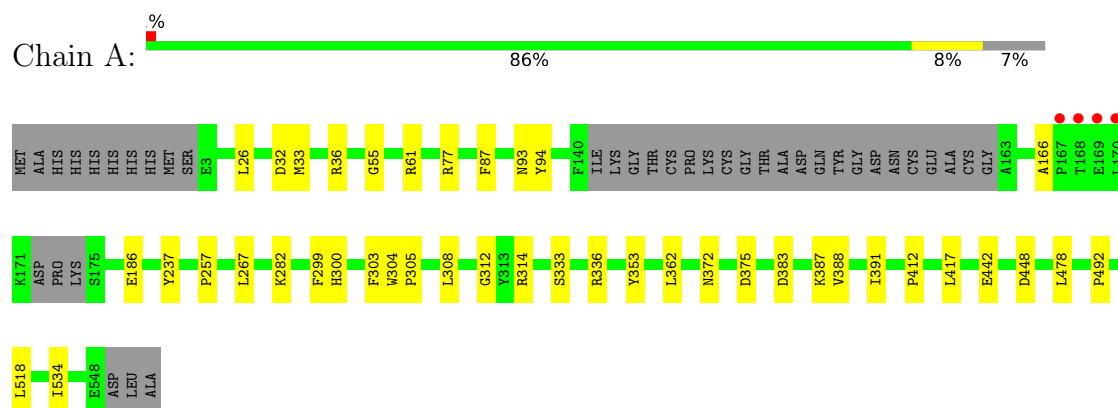 .%
Chain A:
86% 8% 7%
MET ALA HIS HIS HIS HIS HIS HIS MET SER E3 L26 D32 M33 R36 G55 R61 R77 F87 N93 Y94 F140 ILE LYS GLY THR CYS PRO LYS CYS GLY THR ALA ASP GLN TYR GLY ASP ASN CYS GLU ALA CYS GLY A163 A166 P167 T168 E169 L170
K171 ASP PRO LYS S175 E186 Y237 P257 L267 K282 F299 H300 F303 W304 P305 L308 G312 Y313 R314 S333 R336 Y353 L362 N372 D375 D383 K387 V388 I391 P412 L417 E442 D448 L478 P492
L518 I534 E548 ASP LEU ALA